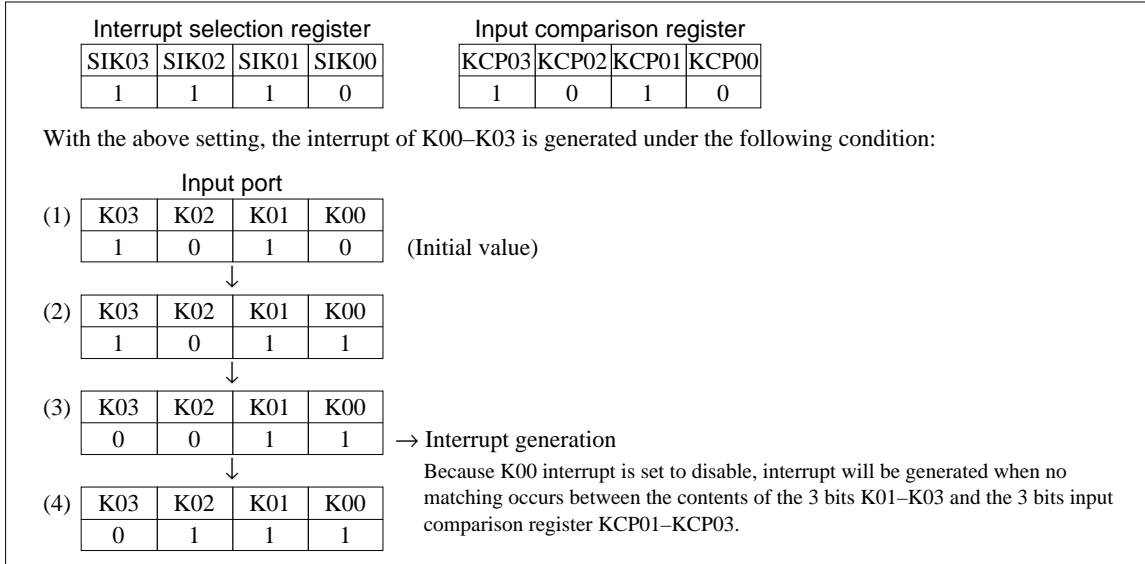 Interrupt selection register Input comparison register
SIK03 SIK02 SIK01 SIK00 KCP03 KCP02 KCP01 KCP00
1 1 1 0 1 0 1 0
With the above setting, the interrupt of K00–K03 is generated under the following condition:
Input port
(1) K03 K02 K01 K00
1 0 1 0 (Initial value)
↓
(2) K03 K02 K01 K00
1 0 1 1
↓
(3) K03 K02 K01 K00
0 0 1 1 → Interrupt generation
↓ Because K00 interrupt is set to disable, interrupt will be generated when no
(4) K03 K02 K01 K00 matching occurs between the contents of the 3 bits K01–K03 and the 3 bits input
0 1 1 1 comparison register KCP01–KCP03.